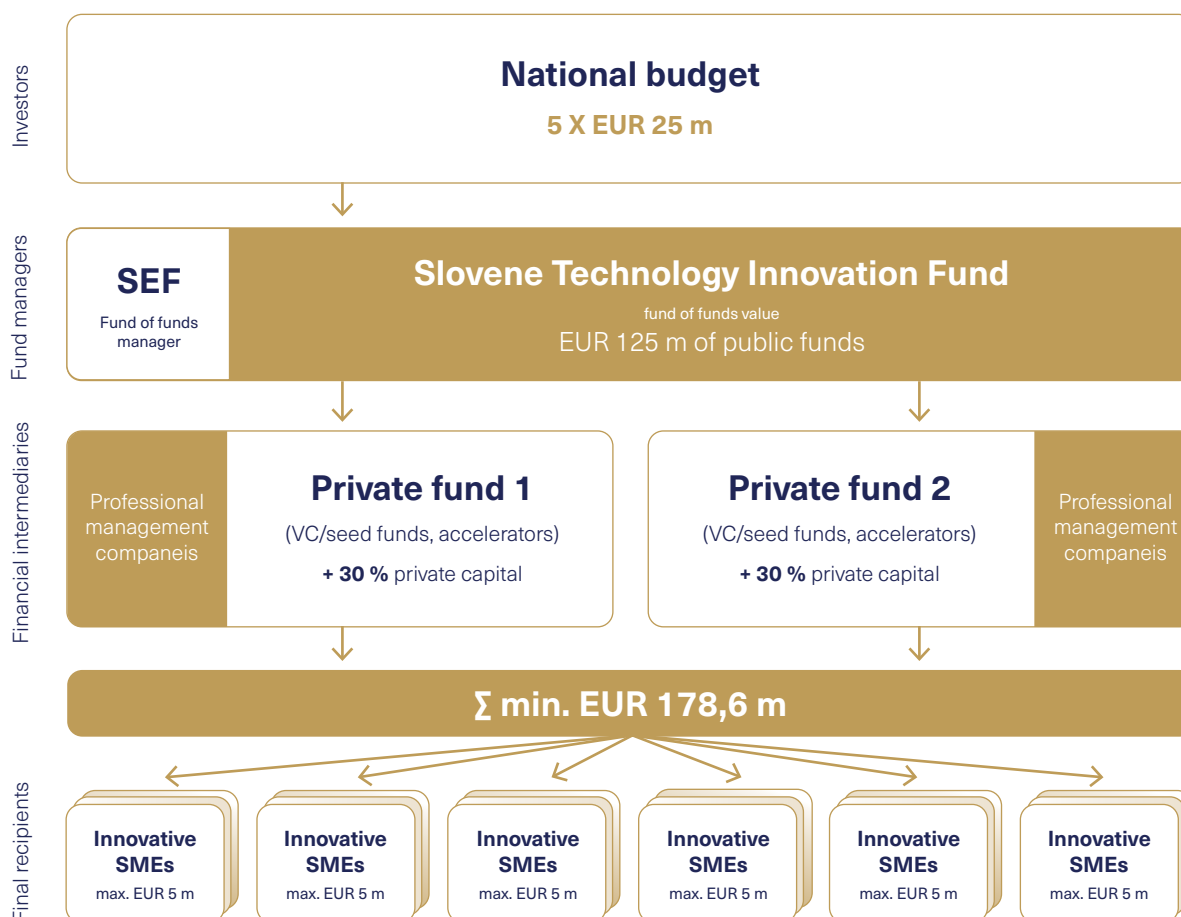 Investors
National budget
5 X EUR 25 m
Fund managers
SEF
Fund of funds
manager
Slovene Technology Innovation Fund
fund of funds value
EUR 125 m of public funds
Financial intermediaries
Professional
management
companeis
Private fund 1
(VC/seed funds, accelerators)
+ 30 % private capital
Private fund 2
(VC/seed funds, accelerators)
+ 30 % private capital
Professional
management
companeis
∑ min. EUR 178,6 m
Final recipients
Innovative
SMEs
max. EUR 5 m
Innovative
SMEs
max. EUR 5 m
Innovative
SMEs
max. EUR 5 m
Innovative
SMEs
max. EUR 5 m
Innovative
SMEs
max. EUR 5 m
Innovative
SMEs
max. EUR 5 m